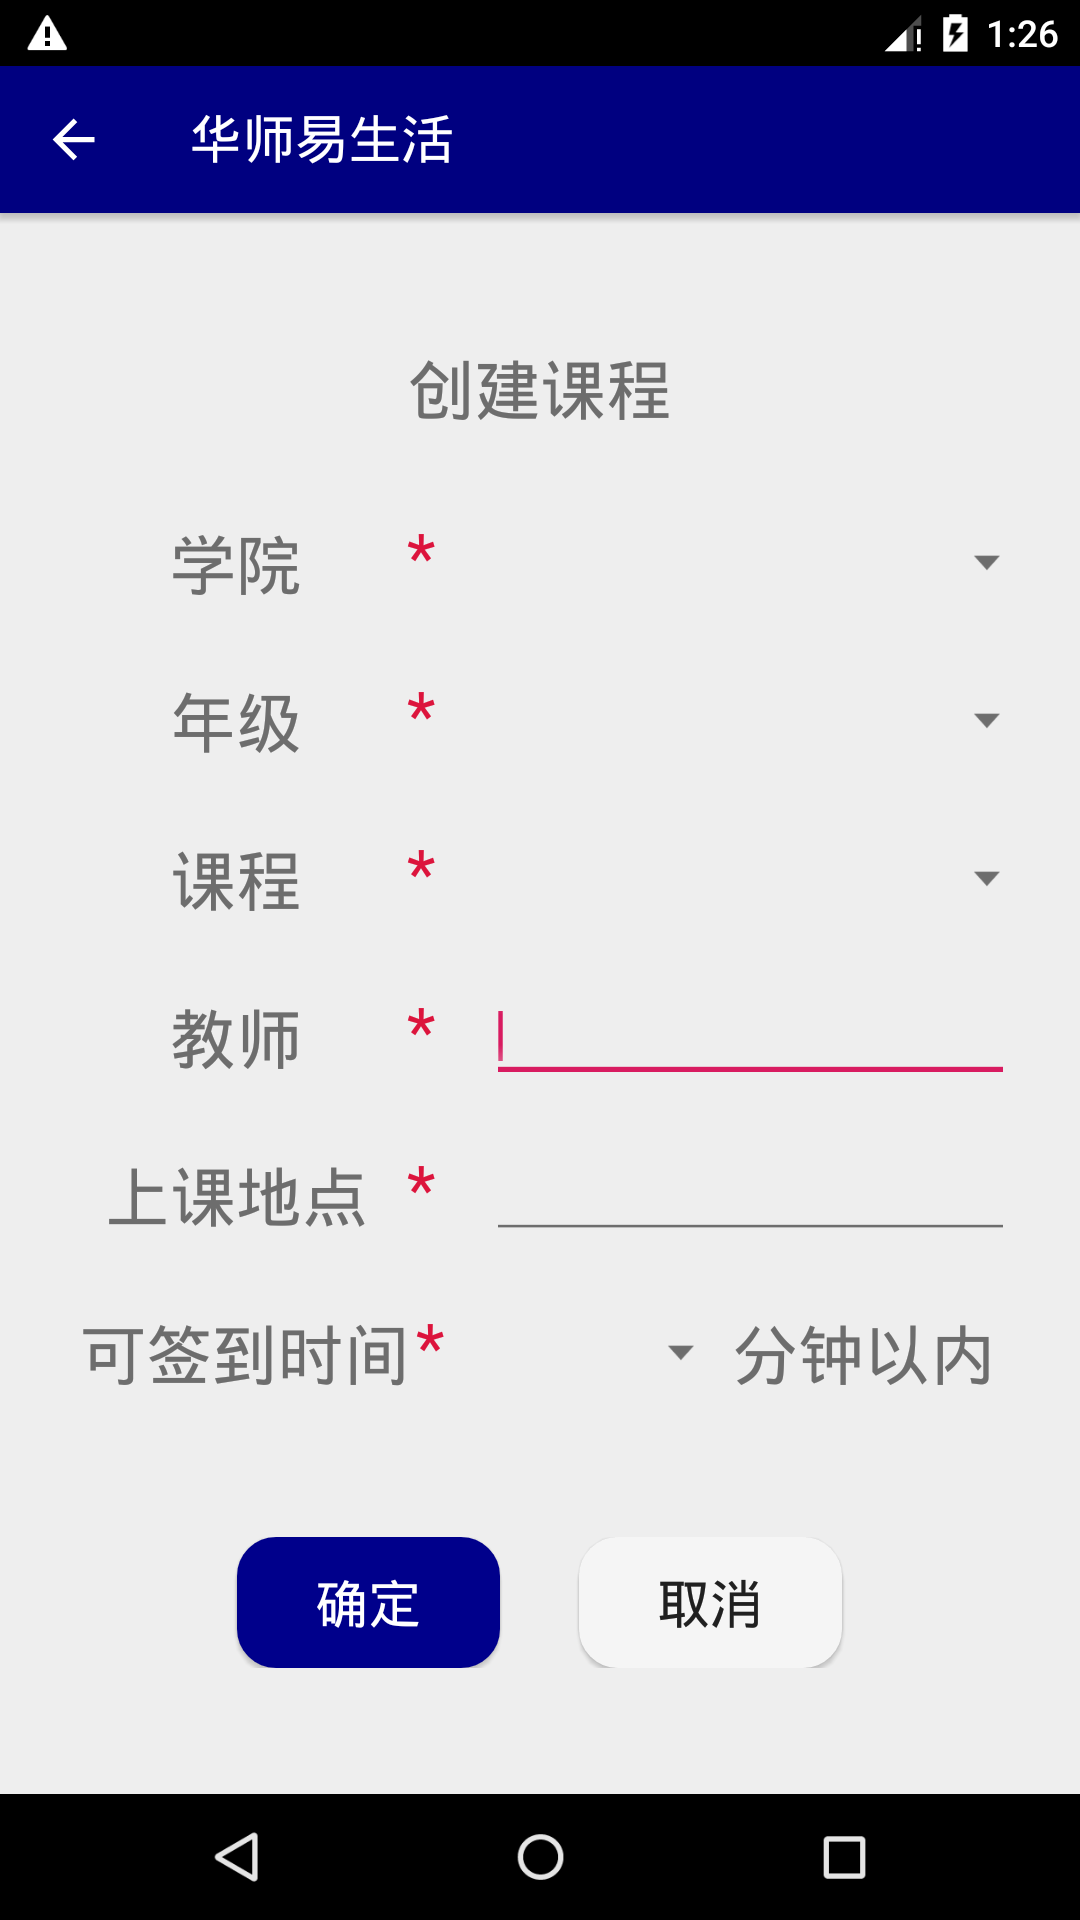 1:26
华师易生活
创建课程
学院 *
年级 *
课程 *
教师 *
上课地点 *
可签到时间* 分钟以内
确定 取消